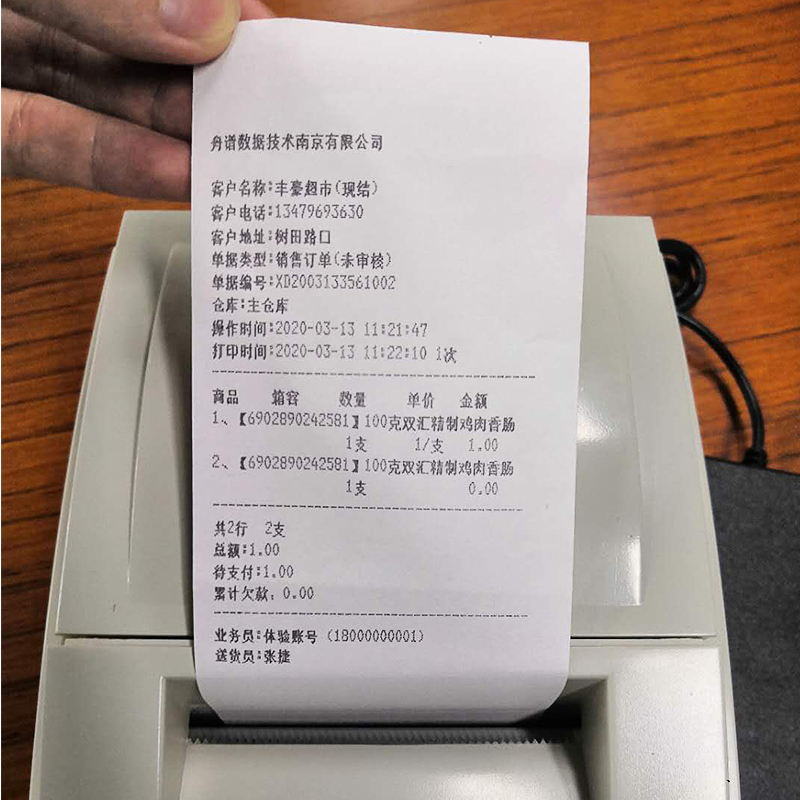 舟谱数据技术南京有限公司
客户名称:丰豪超市(现结)
客户电话:13479693630
客户地址:树田路口
单据类型:销售订单(未审核)
单据编号:XD2003133561002
仓库:主仓库
操作时间:2020-03-13 11:21:47
打印时间:2020-03-13 11:22:10 1次
商品 箱容 数量 单价 金额
1、【6902890242581】100克双汇精制鸡肉香肠
1支 1/支 1.00
2、【6902890242581】100克双汇精制鸡肉香肠
1支 0.00
共2行 2支
总额:1.00
待支付:1.00
累计欠款:0.00
业务员:体验账号(18000000001)
送货员:张捷